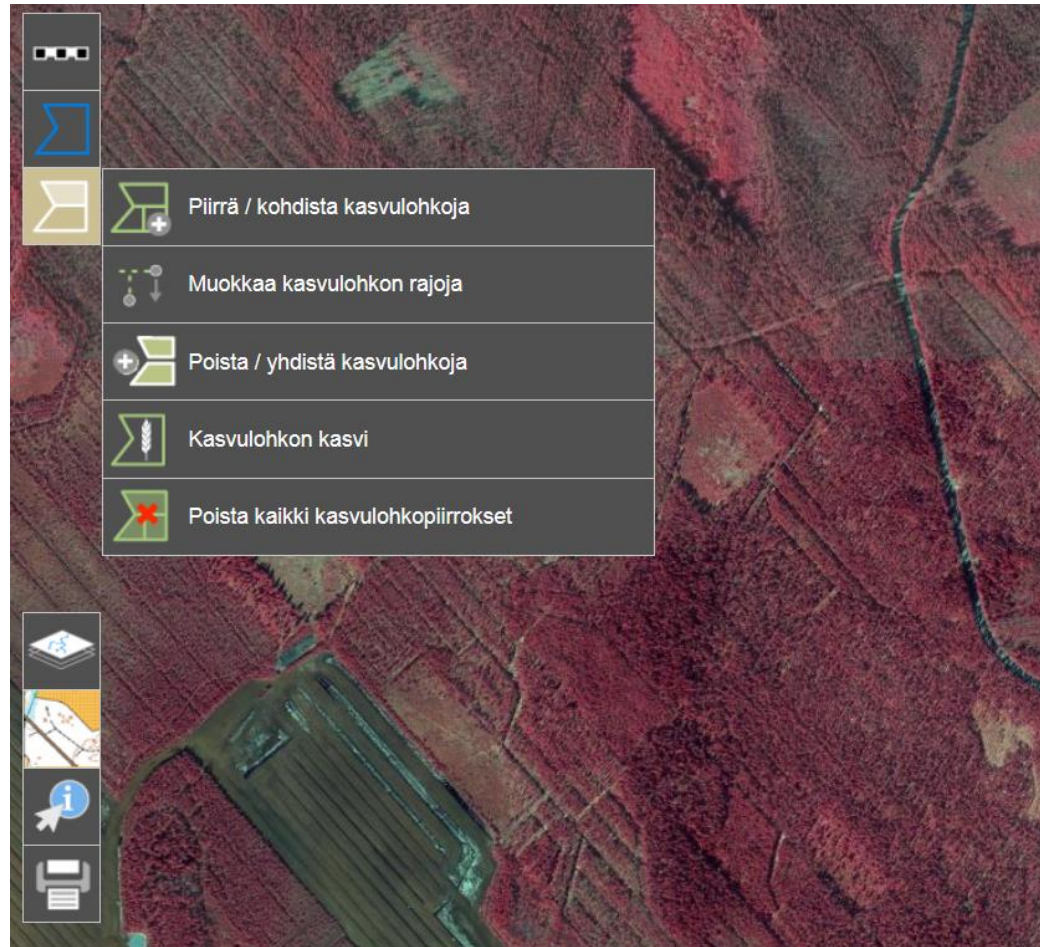 Piirrä / kohdista kasvulohkoja
Muokkaa kasvulohkon rajoja
Poista / yhdistä kasvulohkoja
Kasvulohkon kasvi
Poista kaikki kasvulohkopiirrokset